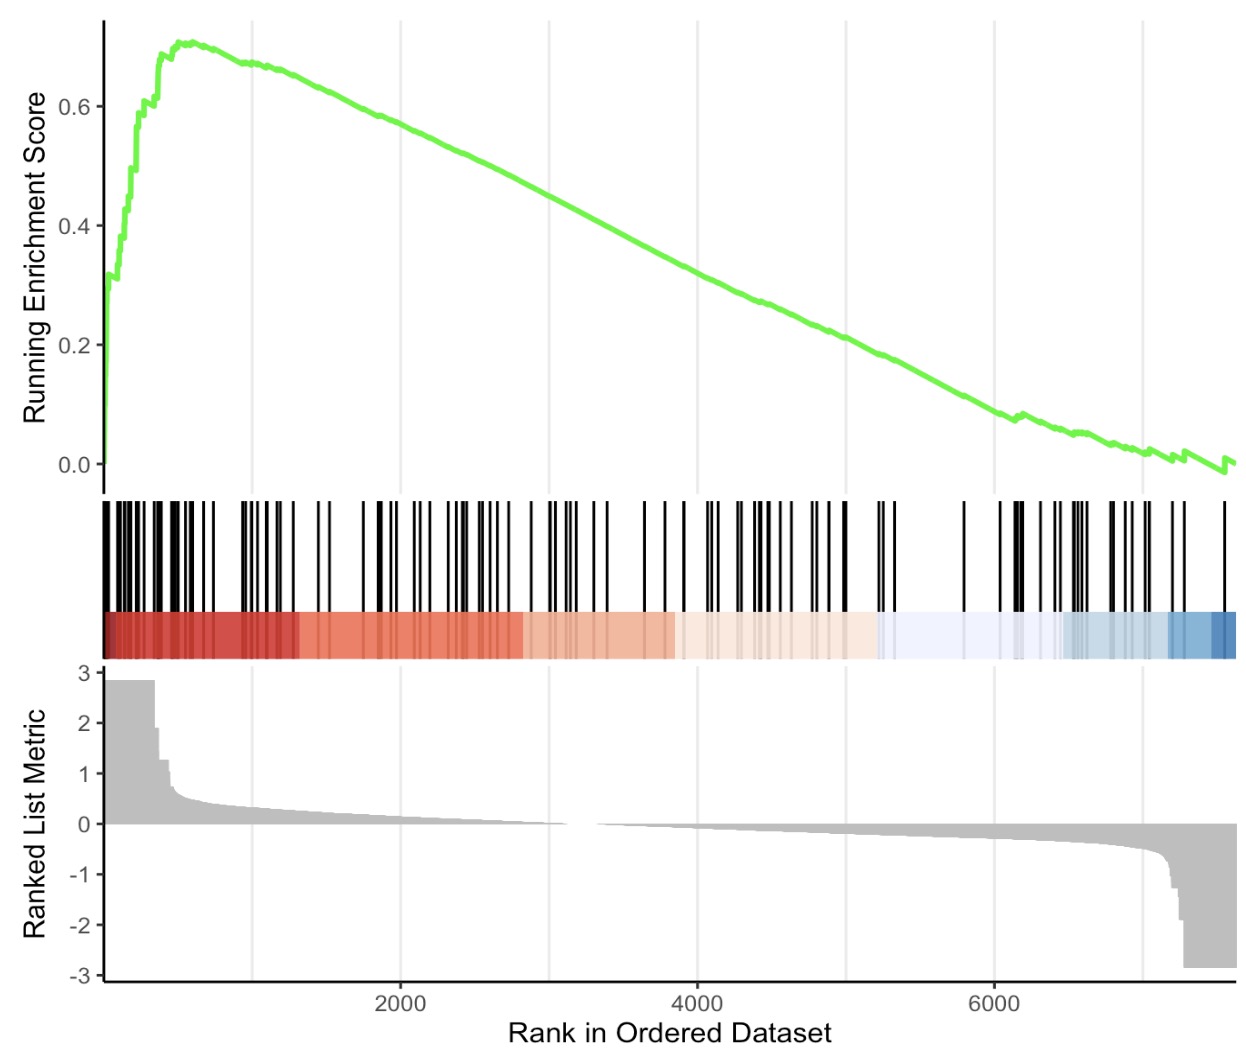 Running Enrichment Score
0.6
0.4
0.2
0.0
Ranked List Metric
3
2
1
0
-1
-2
-3
2000 4000 6000
Rank in Ordered Dataset